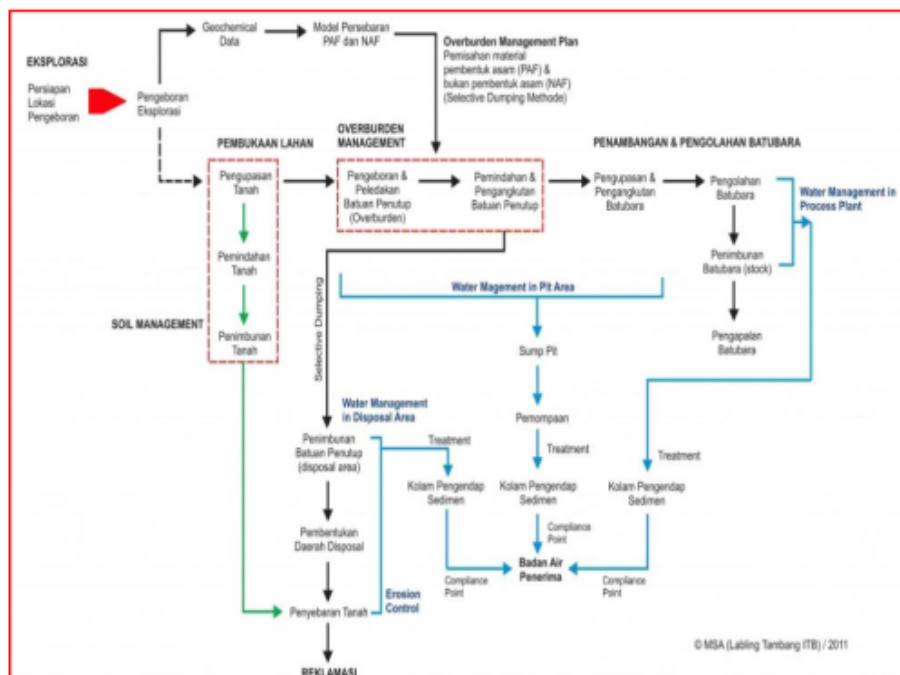 Geochemical
Data
Model Persebaran
PAF dan NAF
Overburden Management Plan
Pemisahan material
pembentuk asam (PAF) &
bukan pembentuk asam (NAF)
(Selective Dumping Methode)
EKSPLORASI
Persiapan
Lokasi
Pengeboran
Pengeboran
Eksplorasi
PEMBUKAAN LAHAN
OVERBURDEN
MANAGEMENT
PENAMBANGAN & PENGOLAHAN BATUBARA
Pengupasan
Tanah
Pengeboran &
Peledakan
Batuan Penutup
(Overburden)
Pemindahan &
Pengangkutan
Batuan Penutup
Pengupasan &
Pengangkutan
Batubara
Pengolahan
Batubara
Water Management in
Process Plant
Pemindahan
Tanah
Penimbunan
Batubara (stock)
Water Magement in Pit Area
SOIL MANAGEMENT
Penimbunan
Tanah
Selective Dumping
Sump Pit
Pengapalan
Batubara
Water Management
in Disposal Area
Pemompaan
Penimbunan
Batuan Penutup
(disposal area)
Treatment
Treatment
Treatment
Kolam Pengendap
Sedimen
Kolam Pengendap
Sedimen
Kolam Pengendap
Sedimen
Pembentukan
Daerah Disposal
Compliance
Point
Badan Air
Penerima
Compliance
Point
Compliance
Point
Erosion
Control
Penyebaran Tanah
© MSA (Labling Tambang ITB) / 2011
REKLAMASI